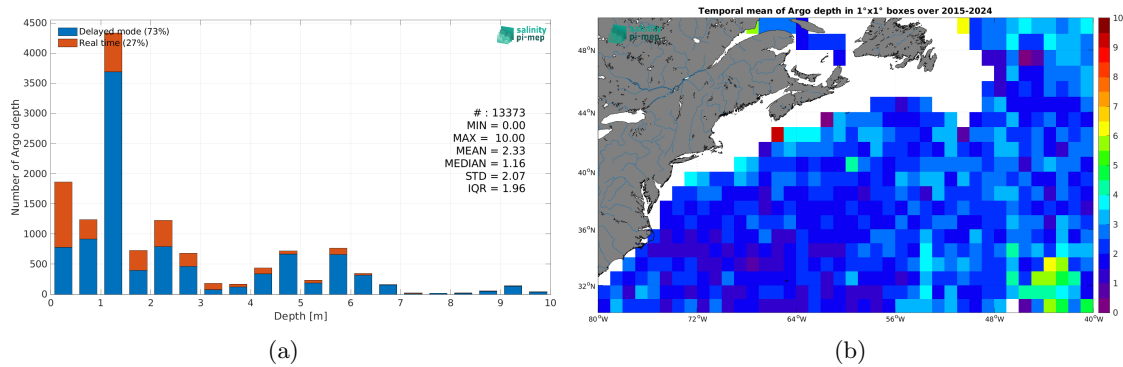 Delayed mode (73%)
Real time (27%)
salinity
pi-mep
# : 13373
MIN = 0.00
MAX = 10.00
MEAN = 2.33
MEDIAN = 1.16
STD = 2.07
IQR = 1.96
Number of Argo depth
4500
4000
3500
3000
2500
2000
1500
1000
500
0
0 1 2 3 4 5 6 7 8 9 10
Depth [m]
(a)
Temporal mean of Argo depth in 1°x1° boxes over 2015-2024
salinity
pi-mep
48°N
44°N
40°N
36°N
32°N
80°W 72°W 64°W 56°W 48°W 40°W
10
9
8
7
6
5
4
3
2
1
0
(b)